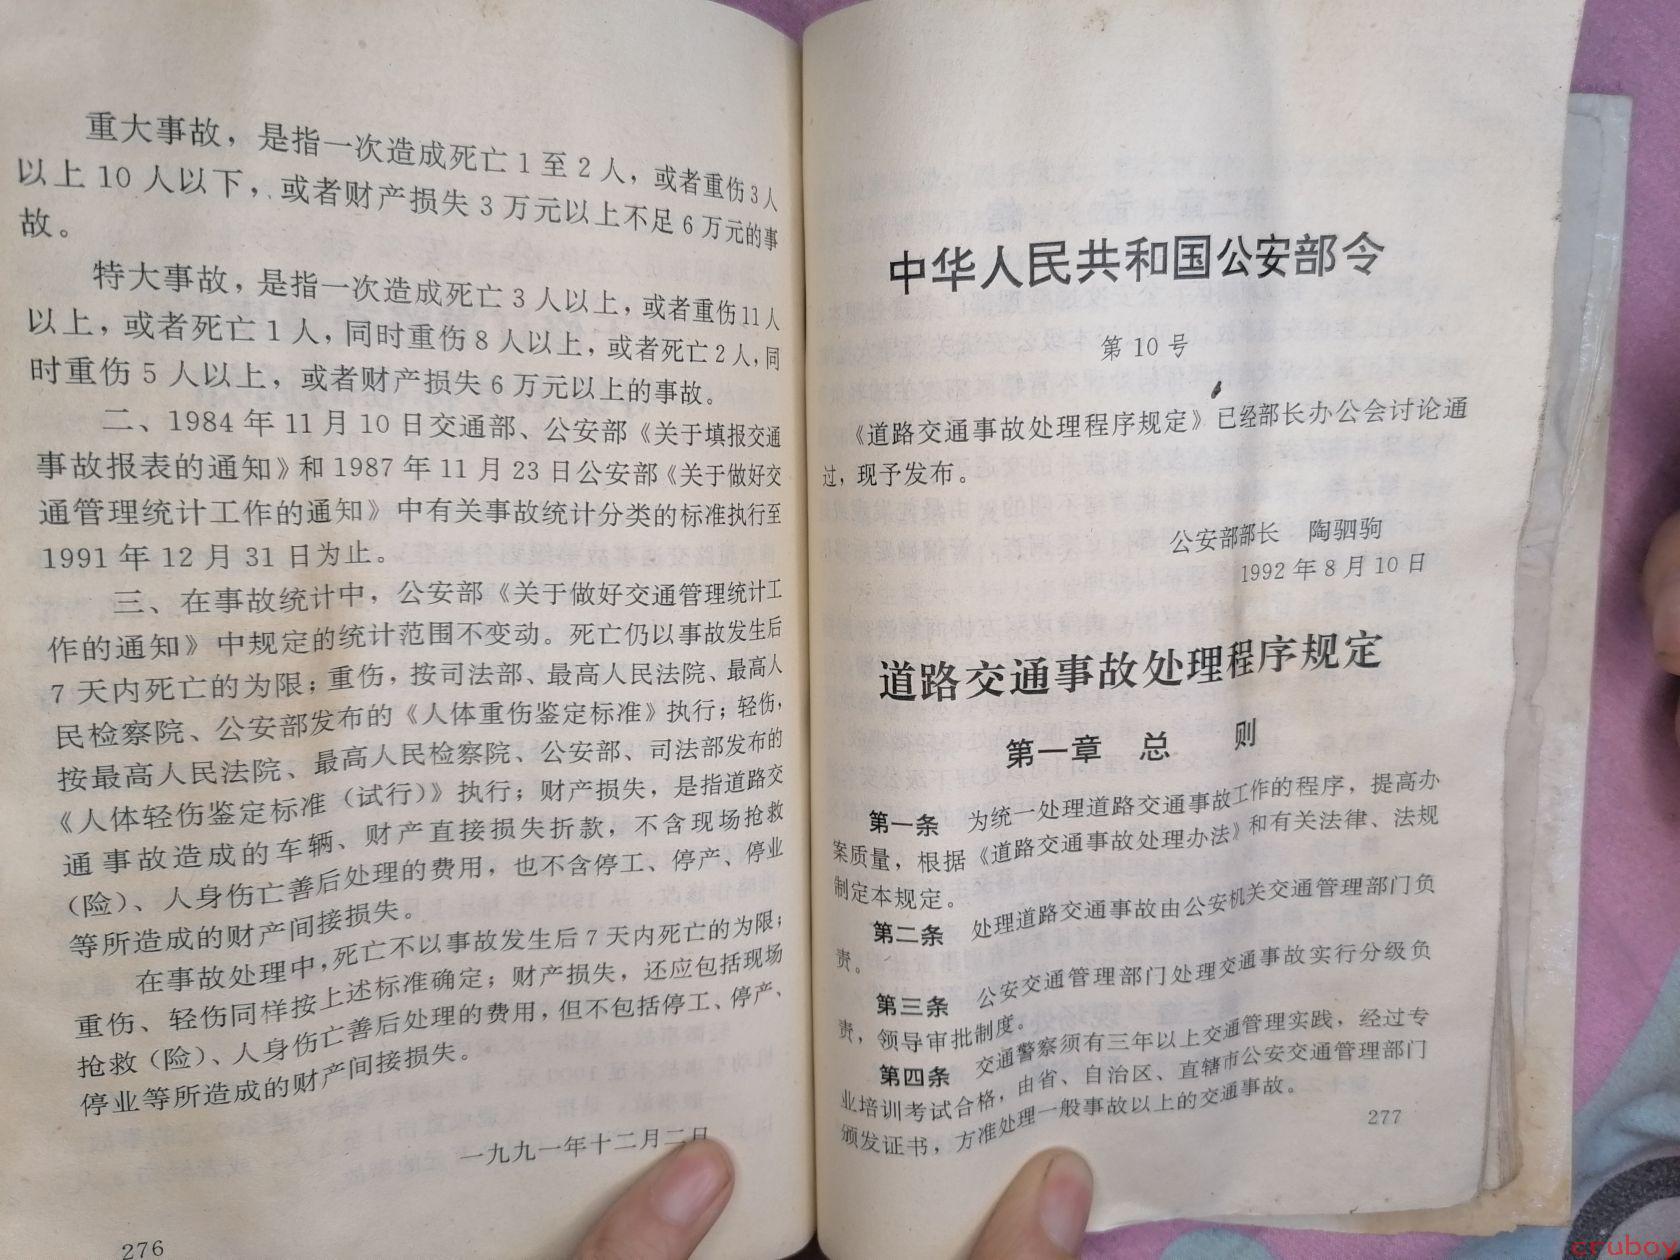 重大事故，是指一次造成死亡1至2人，或者重伤3人
以上10人以下，或者财产损失3万元以上不足6万元的事
故。
特大事故，是指一次造成死亡3人以上，或者重伤11人
以上，或者死亡1人，同时重伤8人以上，或者死亡2人，同
时重伤5人以上，或者财产损失6万元以上的事故。
二、1984年11月10日交通部、公安部《关于填报交通
事故报表的通知》和1987年11月23日公安部《关于做好交
通管理统计工作的通知》中有关事故统计分类的标准执行至
1991年12月31日为止。
三、在事故统计中，公安部《关于做好交通管理统计工
作的通知》中规定的统计范围不变动。死亡仍以事故发生后
7天内死亡的为限；重伤，按司法部、最高人民法院、最高人
民检察院、公安部发布的《人体重伤鉴定标准》执行；轻伤，
按最高人民法院、最高人民检察院、公安部、司法部发布的
《人体轻伤鉴定标准（试行）》执行；财产损失，是指道路交
通事故造成的车辆、财产直接损失折款，不含现场抢救
（险）、人身伤亡善后处理的费用，也不含停工、停产、停业
等所造成的财产间接损失。
在事故处理中，死亡不以事故发生后7天内死亡的为限；
重伤、轻伤同样按上述标准确定；财产损失，还应包括现场
抢救（险）、人身伤亡善后处理的费用，但不包括停工、停产、
停业等所造成的财产间接损失。
一九九一年十二月二日
276
中华人民共和国公安部令
第10号
《道路交通事故处理程序规定》已经部长办公会讨论通
过，现予发布。
公安部部长 陶驷驹
1992年8月10日
道路交通事故处理程序规定
第一章 总 则
第一条 为统一处理道路交通事故工作的程序，提高办
案质量，根据《道路交通事故处理办法》和有关法律、法规
制定本规定。
第二条 处理道路交通事故由公安机关交通管理部门负
责。
第三条 公安交通管理部门处理交通事故实行分级负
责，领导审批制度。
第四条 交通警察须有三年以上交通管理实践，经过专
业培训考试合格，由省、自治区、直辖市公安交通管理部门
颁发证书，方准处理一般事故以上的交通事故。
277
cruboy